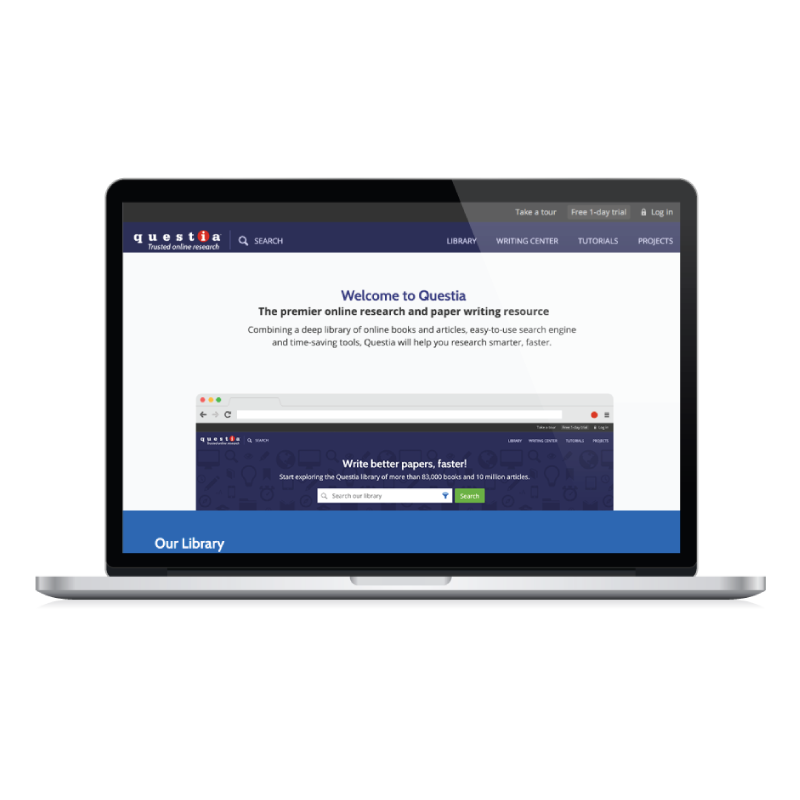 Take a tour Free 1-day trial Log in
questia
Trusted online research
SEARCH
LIBRARY WRITING CENTER TUTORIALS PROJECTS
Welcome to Questia
The premier online research and paper writing resource
Combining a deep library of online books and articles, easy-to-use search engine
and time-saving tools, Questia will help you research smarter, faster.
Take a tour Free 1-day trial Log in
questia
Trusted online research
SEARCH
LIBRARY WRITING CENTER TUTORIALS PROJECTS
Write better papers, faster!
Start exploring the Questia library of more than 83,000 books and 10 million articles.
Search our library
Search
Our Library